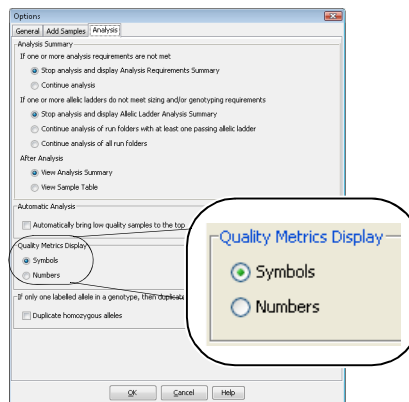 Options
General Add Samples Analysis
Analysis Summary
If one or more analysis requirements are not met
Stop analysis and display Analysis Requirements Summary
Continue analysis
If one or more allelic ladders do not meet sizing and/or genotyping requirements
Stop analysis and display Allelic Ladder Analysis Summary
Continue analysis of run folders with at least one passing allelic ladder
Continue analysis of all run folders
After Analysis
View Analysis Summary
View Sample Table
Automatic Analysis
Automatically bring low quality samples to the top
Quality Metrics Display
Symbols
Numbers
If only one labelled allele in a genotype, then duplicate
Duplicate homozygous alleles
OK Cancel Help
Quality Metrics Display
Symbols
Numbers